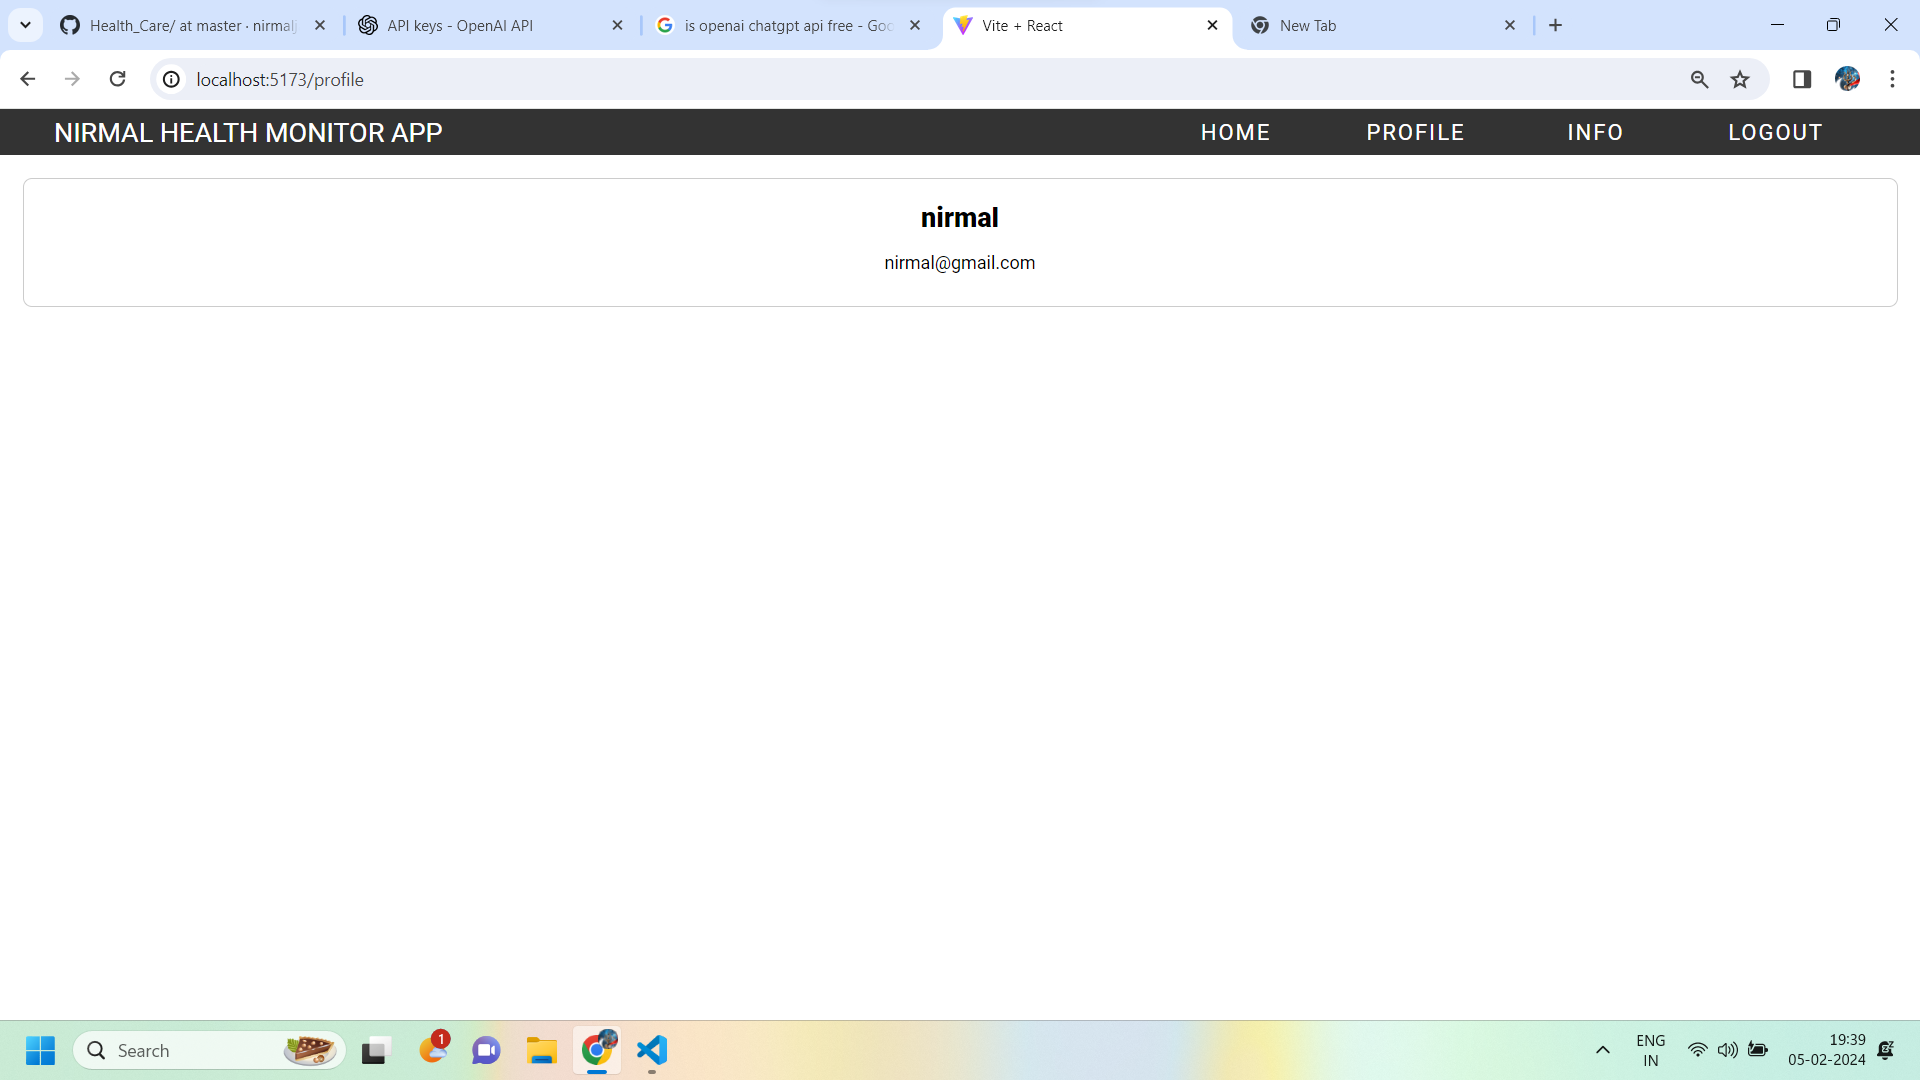 Health_Care/ at master · nirmalj
API keys - OpenAI API
is openai chatgpt api free - Goo
Vite + React
New Tab
localhost:5173/profile
NIRMAL HEALTH MONITOR APP
HOME
PROFILE
INFO
LOGOUT
nirmal
nirmal@gmail.com
Search
1
ENG
IN
19:39
05-02-2024